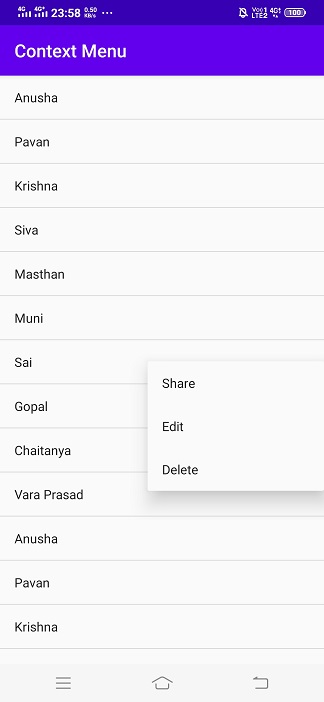 4G 4G+ 23:58 0.50 KB/s ... Vo 1 LTE2 4G 100
Context Menu
Anusha
Pavan
Krishna
Siva
Masthan
Muni
Sai
Share
Gopal
Edit
Chaitanya
Delete
Vara Prasad
Anusha
Pavan
Krishna